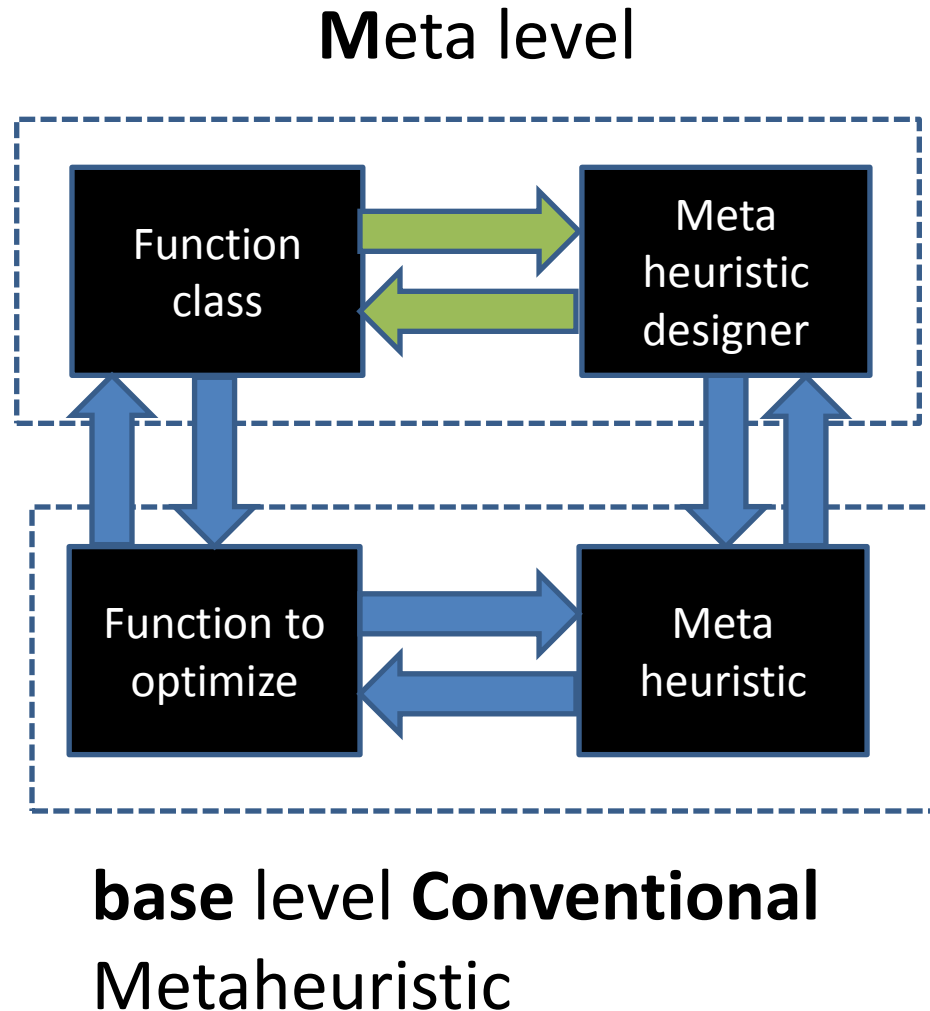 Meta level
Function
class
Meta
heuristic
designer
Function to
optimize
Meta
heuristic
base level Conventional
Metaheuristic